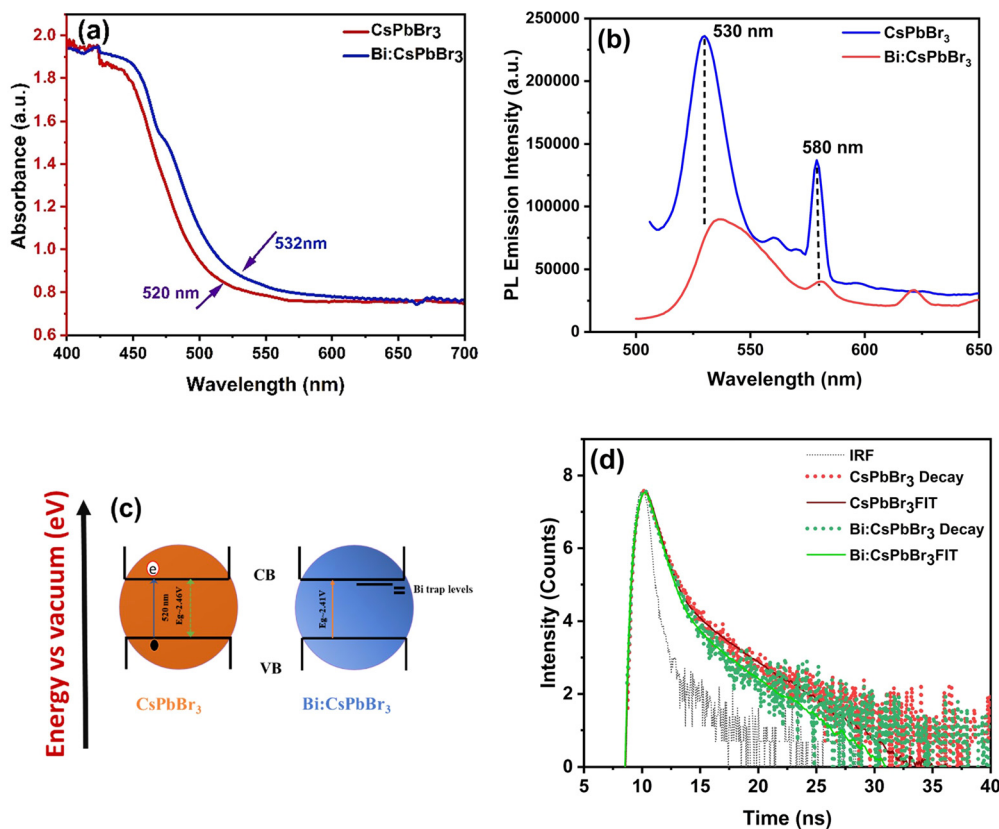 (a)
CsPbBr3
Bi:CsPbBr3
532nm
520 nm
Absorbance (a.u.)
2.0
1.8
1.6
1.4
1.2
1.0
0.8
0.6
400 450 500 550 600 650 700
Wavelength (nm)
(b)
530 nm
CsPbBr₃
Bi:CsPbBr₃
580 nm
PL Emission Intensity (a.u.)
250000
200000
150000
100000
50000
0
500 550 600 650
Wavelength (nm)
(c)
Energy vs vacuum (eV)
e
520 nm
Eg~2.46V
CB
VB
Eg~2.41V
Bi trap levels
CsPbBr₃
Bi:CsPbBr₃
(d)
IRF
CsPbBr₃ Decay
CsPbBr₃FIT
Bi:CsPbBr₃ Decay
Bi:CsPbBr₃FIT
Intensity (Counts)
8
6
4
2
0
5 10 15 20 25 30 35 40
Time (ns)